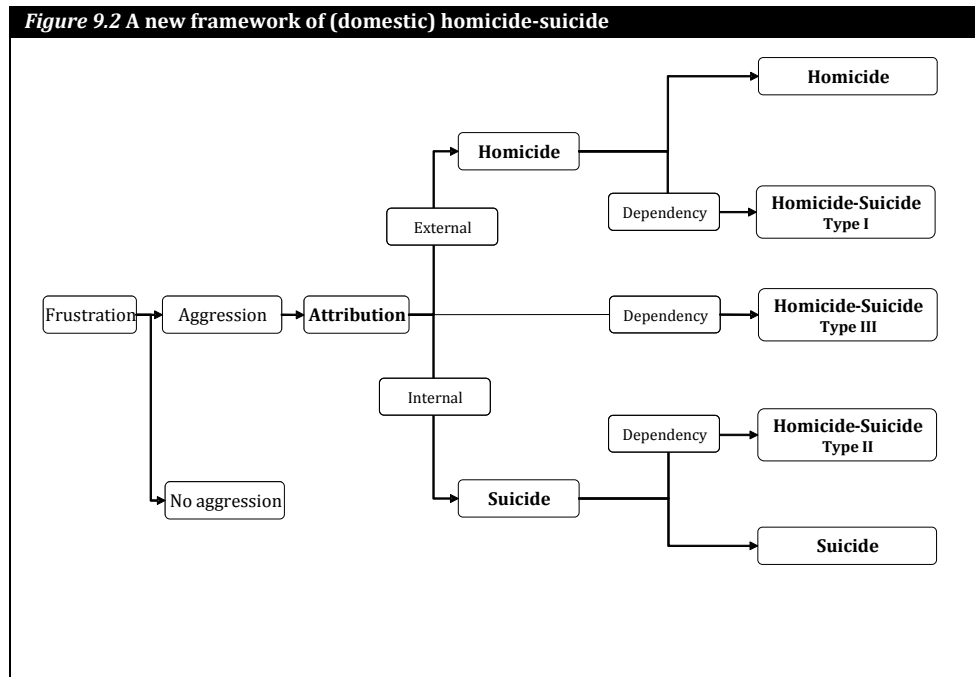 Figure 9.2 A new framework of (domestic) homicide-suicide
Homicide
Homicide
Dependency
Homicide-Suicide
Type I
External
Frustration
Aggression
Attribution
Dependency
Homicide-Suicide
Type III
Internal
Dependency
Homicide-Suicide
Type II
No aggression
Suicide
Suicide